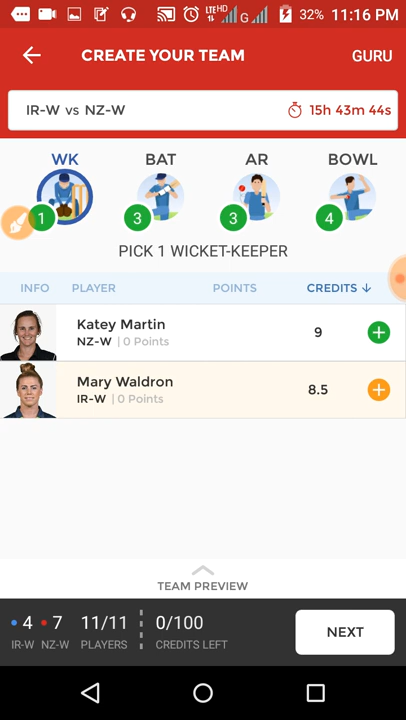 LTE HD G 32% 11:16 PM
CREATE YOUR TEAM GURU
IR-W vs NZ-W 15h 43m 44s
WK BAT AR BOWL
1 3 3 4
PICK 1 WICKET-KEEPER
INFO PLAYER POINTS CREDITS ↓
Katey Martin
NZ-W | 0 Points 9 +
Mary Waldron
IR-W | 0 Points 8.5 +
TEAM PREVIEW
4 7 11/11 0/100 NEXT
IR-W NZ-W PLAYERS CREDITS LEFT